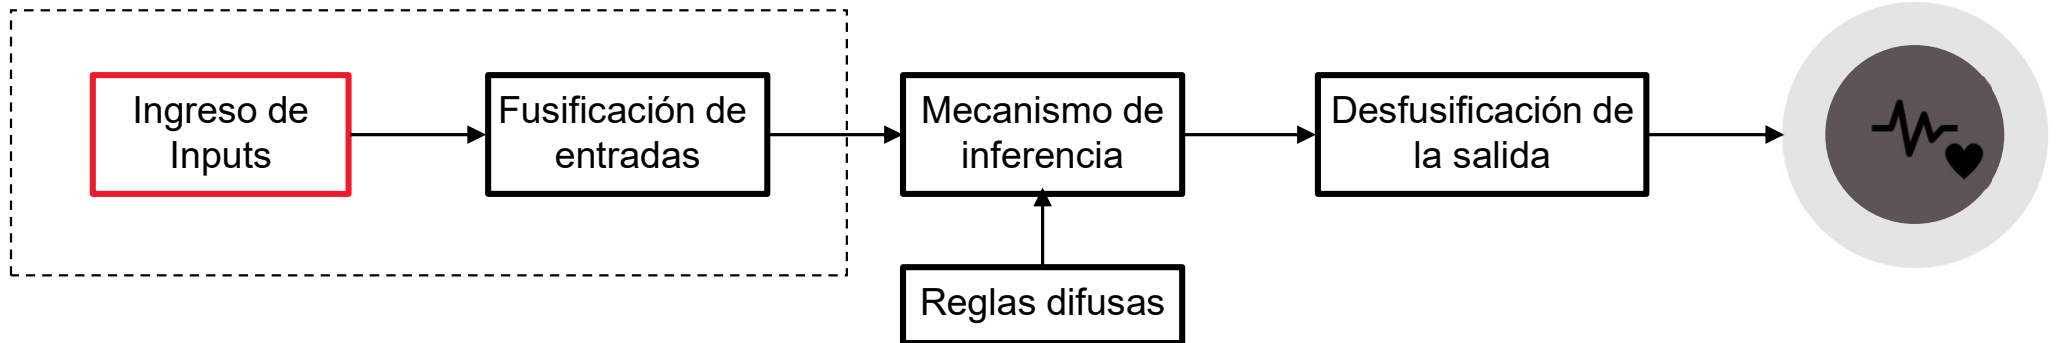 Ingreso de
Inputs
Fusificación de
entradas
Mecanismo de
inferencia
Desfusificación de
la salida
Reglas difusas